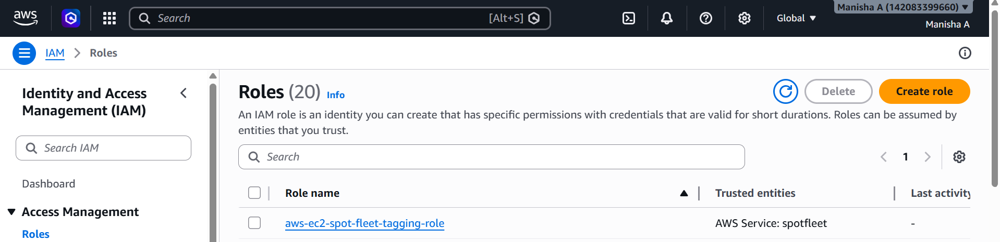 aws
Search
[Alt+S]
Global
Manisha A (142083399660)
Manisha A
IAM
Roles
Identity and Access
Management (IAM)
Search IAM
Dashboard
Access Management
Roles
Roles (20) Info
Delete
Create role
An IAM role is an identity you can create that has specific permissions with credentials that are valid for short durations. Roles can be assumed by
entities that you trust.
Search
1
Role name
Trusted entities
Last activity
aws-ec2-spot-fleet-tagging-role
AWS Service: spotfleet
-